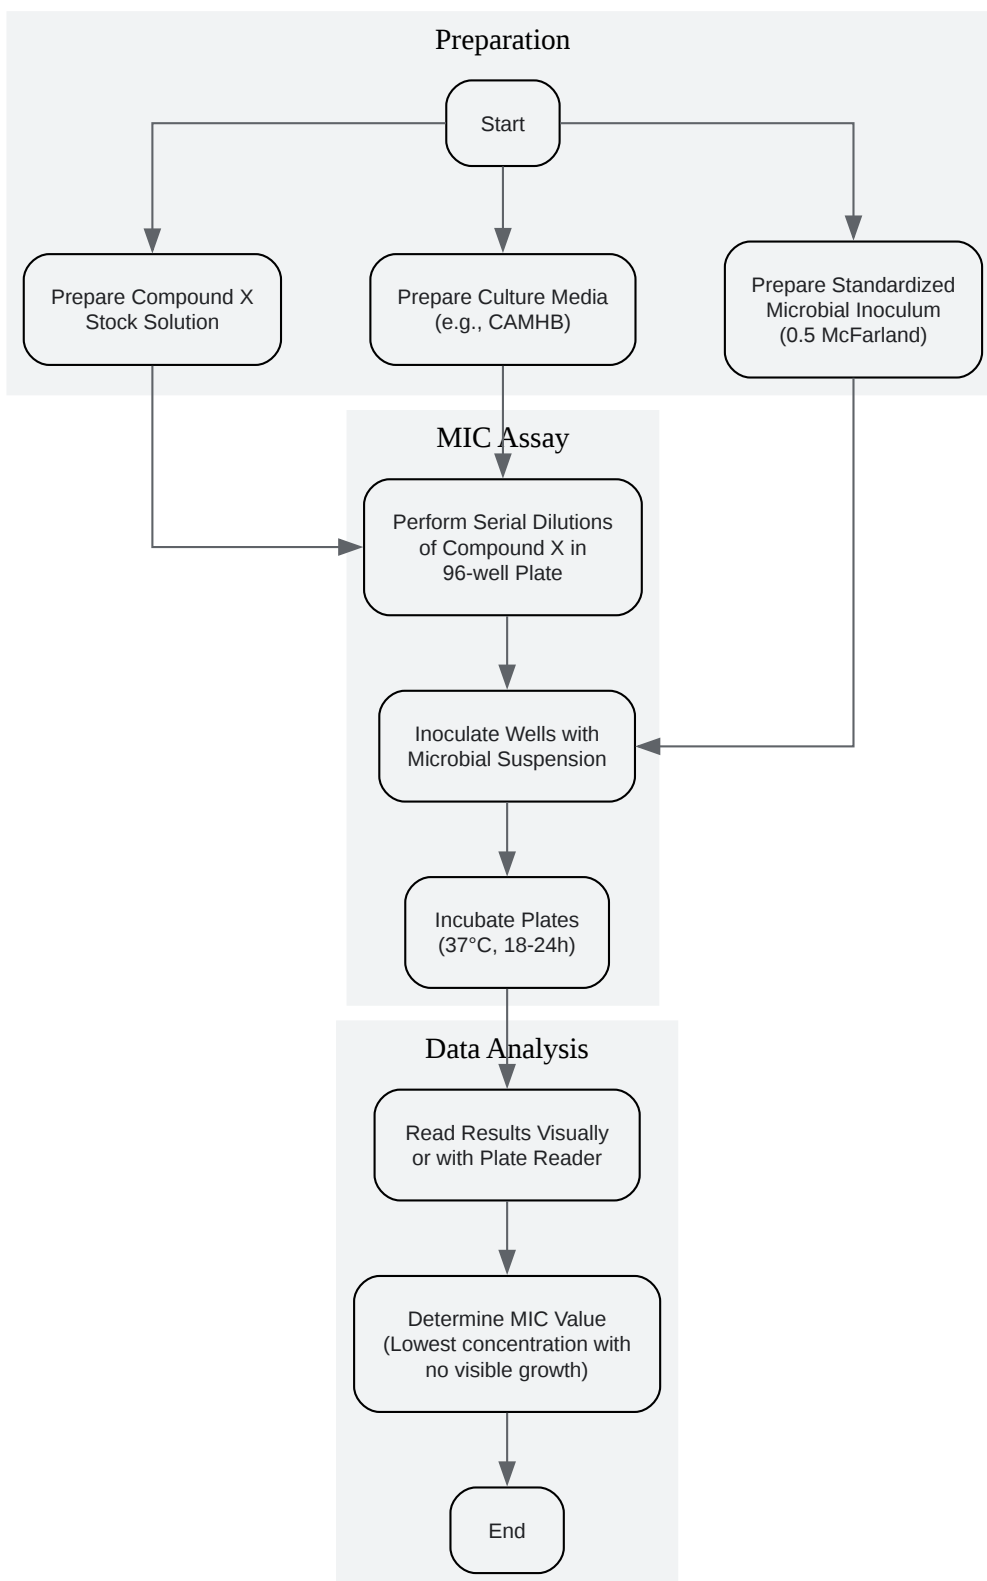 Preparation
Start
Prepare Compound X
Stock Solution
Prepare Culture Media
(e.g., CAMHB)
Prepare Standardized
Microbial Inoculum
(0.5 McFarland)
MIC Assay
Perform Serial Dilutions
of Compound X in
96-well Plate
Inoculate Wells with
Microbial Suspension
Incubate Plates
(37°C, 18-24h)
Data Analysis
Read Results Visually
or with Plate Reader
Determine MIC Value
(Lowest concentration with
no visible growth)
End